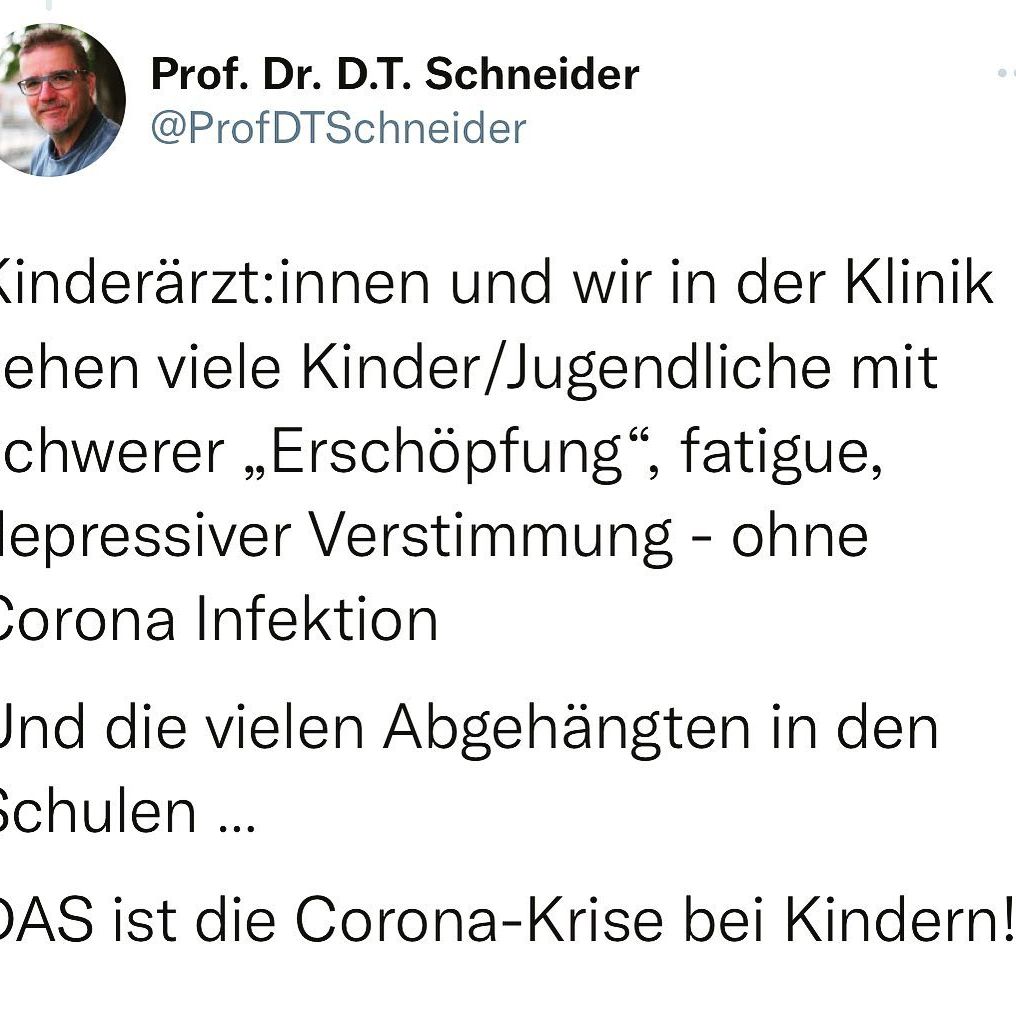 Prof. Dr. D.T. Schneider
@ProfDTSchneider
Kinderärzt:innen und wir in der Klinik
sehen viele Kinder/Jugendliche mit
schwerer „Erschöpfung“, fatigue,
depressiver Verstimmung - ohne
Corona Infektion
Und die vielen Abgehängten in den
Schulen ...
DAS ist die Corona-Krise bei Kindern!